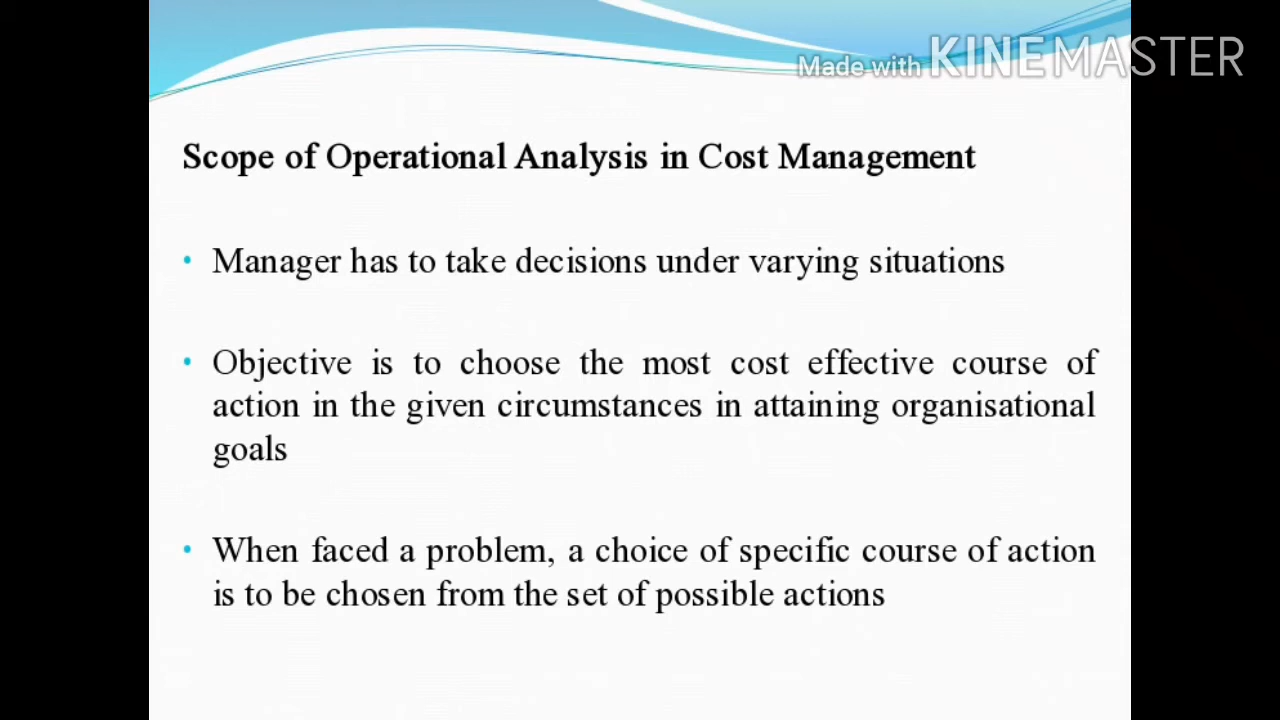 Made with KINEMASTER
Scope of Operational Analysis in Cost Management
• Manager has to take decisions under varying situations
• Objective is to choose the most cost effective course of
action in the given circumstances in attaining organisational
goals
• When faced a problem, a choice of specific course of action
is to be chosen from the set of possible actions